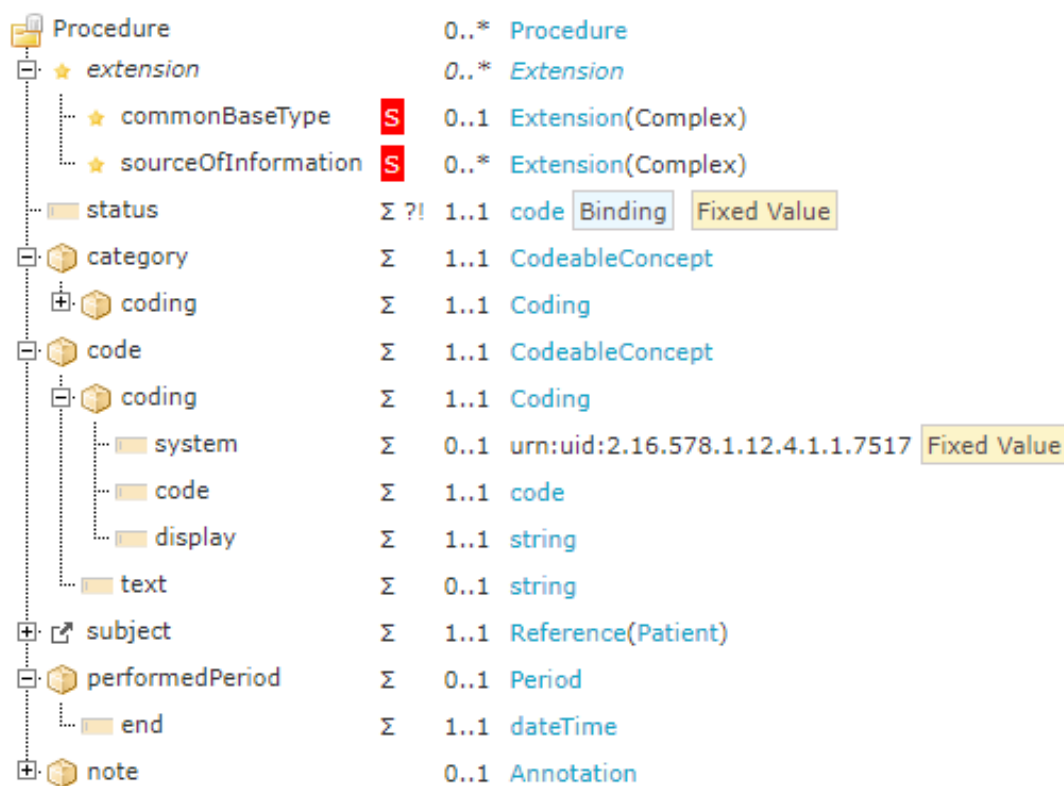 Procedure 0..* Procedure
extension 0..* Extension
commonBaseType S 0..1 Extension(Complex)
sourceOfInformation S 0..* Extension(Complex)
status Σ ?! 1..1 code Binding Fixed Value
category Σ 1..1 CodeableConcept
coding Σ 1..1 Coding
code Σ 1..1 CodeableConcept
coding Σ 1..1 Coding
system Σ 0..1 urn:uid:2.16.578.1.12.4.1.1.7517 Fixed Value
code Σ 1..1 code
display Σ 1..1 string
text Σ 0..1 string
subject Σ 1..1 Reference(Patient)
performedPeriod Σ 0..1 Period
end Σ 1..1 dateTime
note 0..1 Annotation